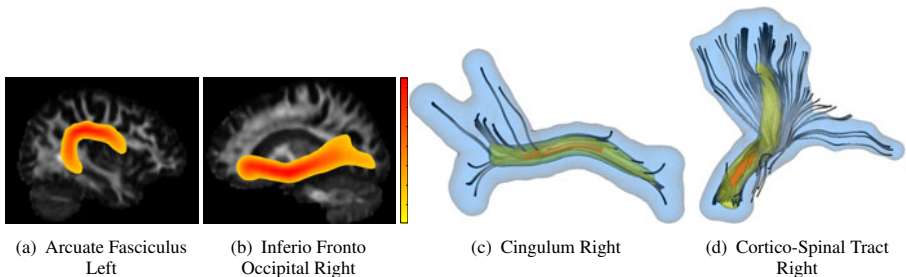 (a) Arcuate Fasciculus
Left
(b) Inferio Fronto
Occipital Right
(c) Cingulum Right
(d) Cortico-Spinal Tract
Right